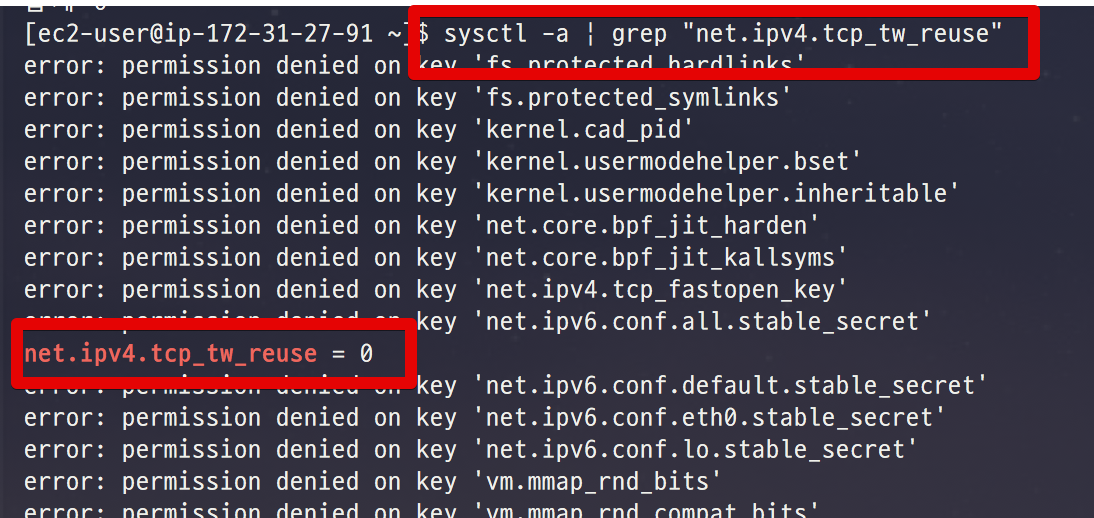 [ec2-user@ip-172-31-27-91 ~]$ sysctl -a | grep "net.ipv4.tcp_tw_reuse"
error: permission denied on key 'fs.protected_hardlinks'
error: permission denied on key 'fs.protected_symlinks'
error: permission denied on key 'kernel.cad_pid'
error: permission denied on key 'kernel.usermodehelper.bset'
error: permission denied on key 'kernel.usermodehelper.inheritable'
error: permission denied on key 'net.core.bpf_jit_harden'
error: permission denied on key 'net.core.bpf_jit_kallsyms'
error: permission denied on key 'net.ipv4.tcp_fastopen_key'
error: permission denied on key 'net.ipv6.conf.all.stable_secret'
net.ipv4.tcp_tw_reuse = 0
error: permission denied on key 'net.ipv6.conf.default.stable_secret'
error: permission denied on key 'net.ipv6.conf.eth0.stable_secret'
error: permission denied on key 'net.ipv6.conf.lo.stable_secret'
error: permission denied on key 'vm.mmap_rnd_bits'
error: permission denied on key 'vm.mmap_rnd_compat_bits'